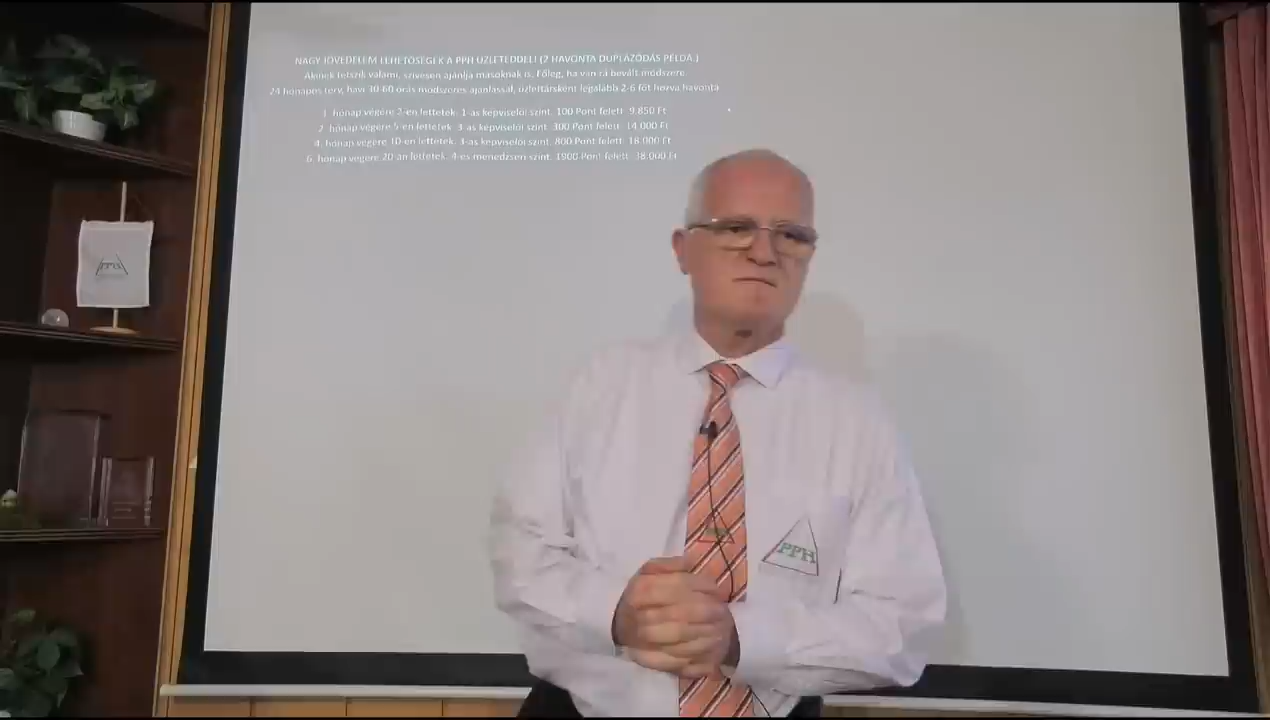 NAGY JÖVEDELEM LEHETŐSÉGEK A PPH ÜZLETEDDEL! (2 HAVONTA DUPLÁZÓDÁS PÉLDA.)
Akinek tetszik valami, szívesen ajánlja másoknak is. Főleg, ha van rá bevált módszere.
24 hónapos terv, havi 30-60 órás módszeres ajánlással, üzlettársként legalább 2-6 főt hozva havonta
1. hónap végére 2-en lettetek. 1-as képviselői szint. 100 Pont felett 9.850 Ft
2. hónap végére 5-en lettetek. 3-as képviselői szint. 300 Pont felett 14.000 Ft
4. hónap végére 10-en lettetek. 3-as képviselői szint. 800 Pont felett 18.000 Ft
6. hónap végére 20-an lettetek. 4-es menedzseri szint. 1900 Pont felett 38.000 Ft
PPH
PPH